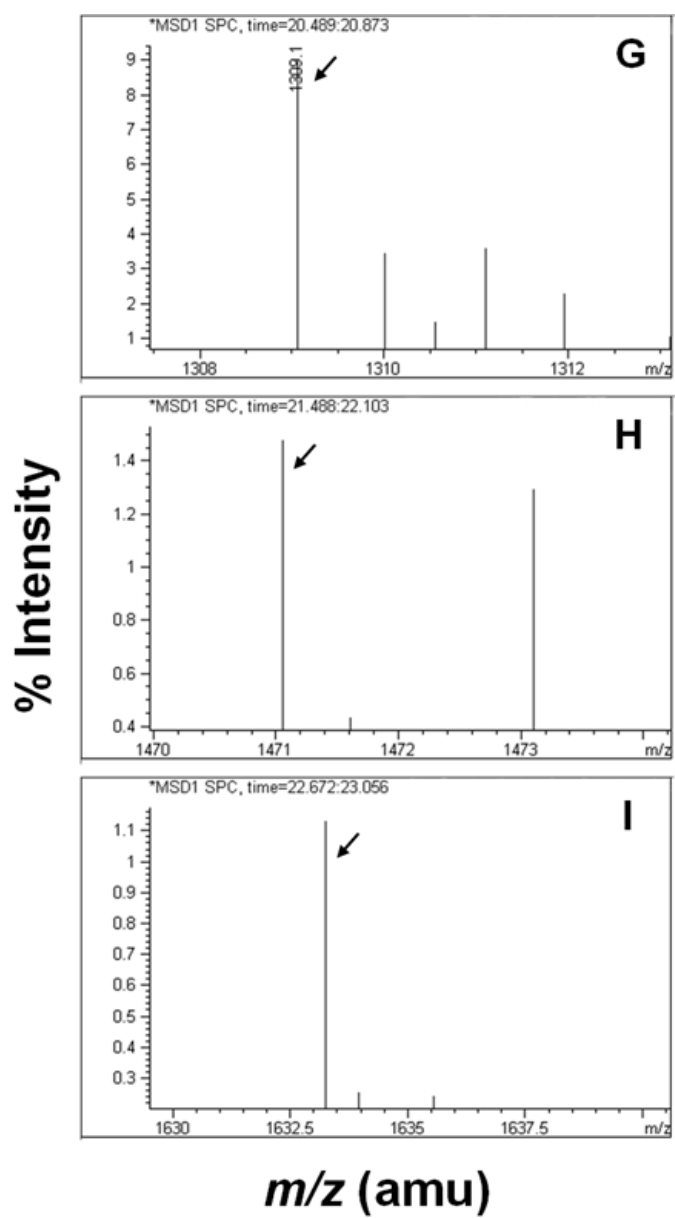 *MSD1 SPC, time=20.489:20.873
G
1309.1
9
8
7
6
5
4
3
2
1
1308 1310 1312 m/z
*MSD1 SPC, time=21.488:22.103
H
1.4
1.2
1
0.8
0.6
0.4
1470 1471 1472 1473 m/z
% Intensity
*MSD1 SPC, time=22.672:23.056
I
1.1
1
0.9
0.8
0.7
0.6
0.5
0.4
0.3
1630 1632.5 1635 1637.5 m/z
m/z (amu)